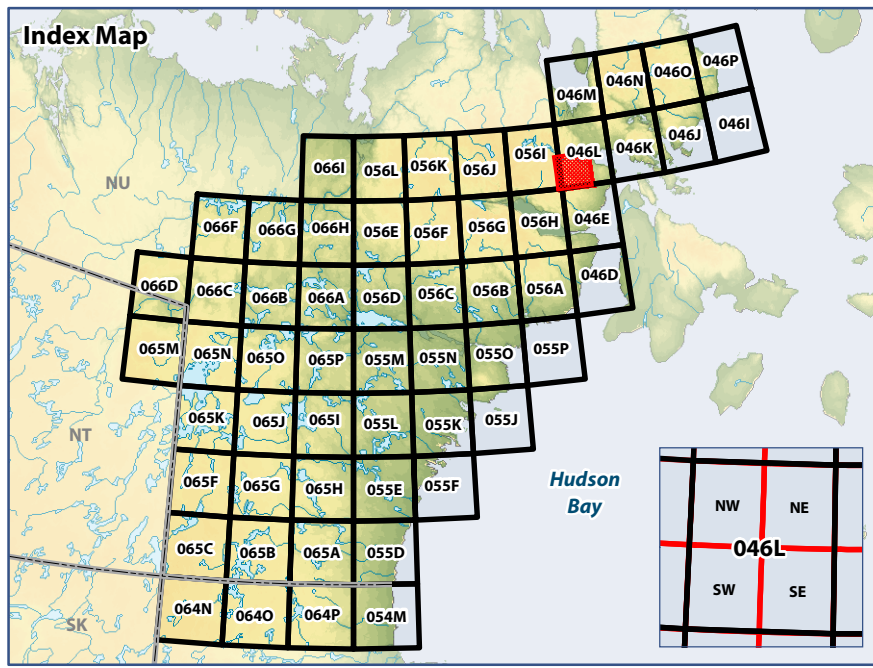 Index Map
046M 046N 046O 046P
066I 056L 056K 056J 056I 046L 046K 046J 046I
NU
066F 066G 066H 056E 056F 056G 056H 046E
066D 066C 066B 066A 056D 056C 056B 056A 046D
065M 065N 065O 065P 055M 055N 055O 055P
NT
065K 065J 065I 055L 055K 055J
065F 065G 065H 055E 055F
Hudson
Bay
065C 065B 065A 055D
SK
064N 064O 064P 054M
NW NE
046L
SW SE